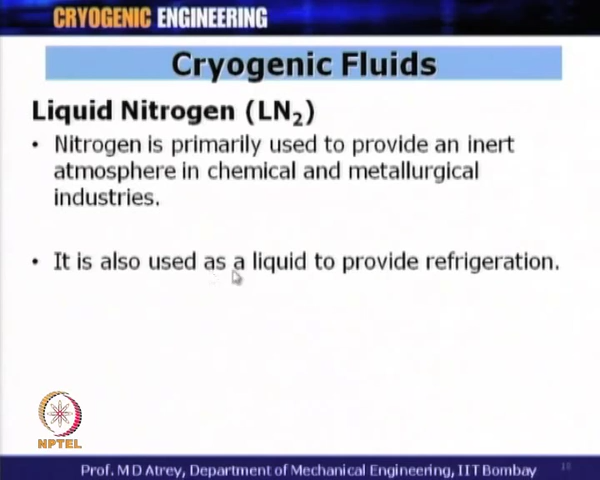 CRYOGENIC ENGINEERING
Cryogenic Fluids
Liquid Nitrogen (LN₂)
• Nitrogen is primarily used to provide an inert
atmosphere in chemical and metallurgical
industries.
• It is also used as a liquid to provide refrigeration.
NPTEL
Prof. M D Atrey, Department of Mechanical Engineering, IIT Bombay